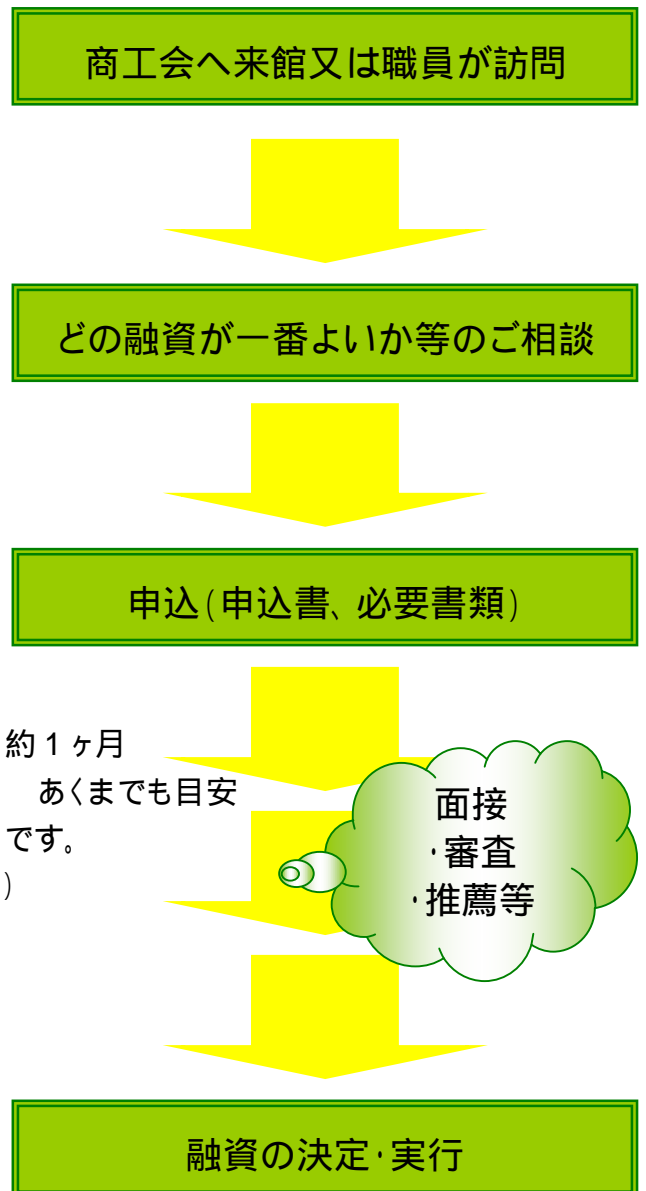 商工会へ来館又は職員が訪問
どの融資が一番よいか等のご相談
申込(申込書、必要書類)
約1ヶ月
あくまでも目安
です。
)
面接
・審査
・推薦等
融資の決定・実行